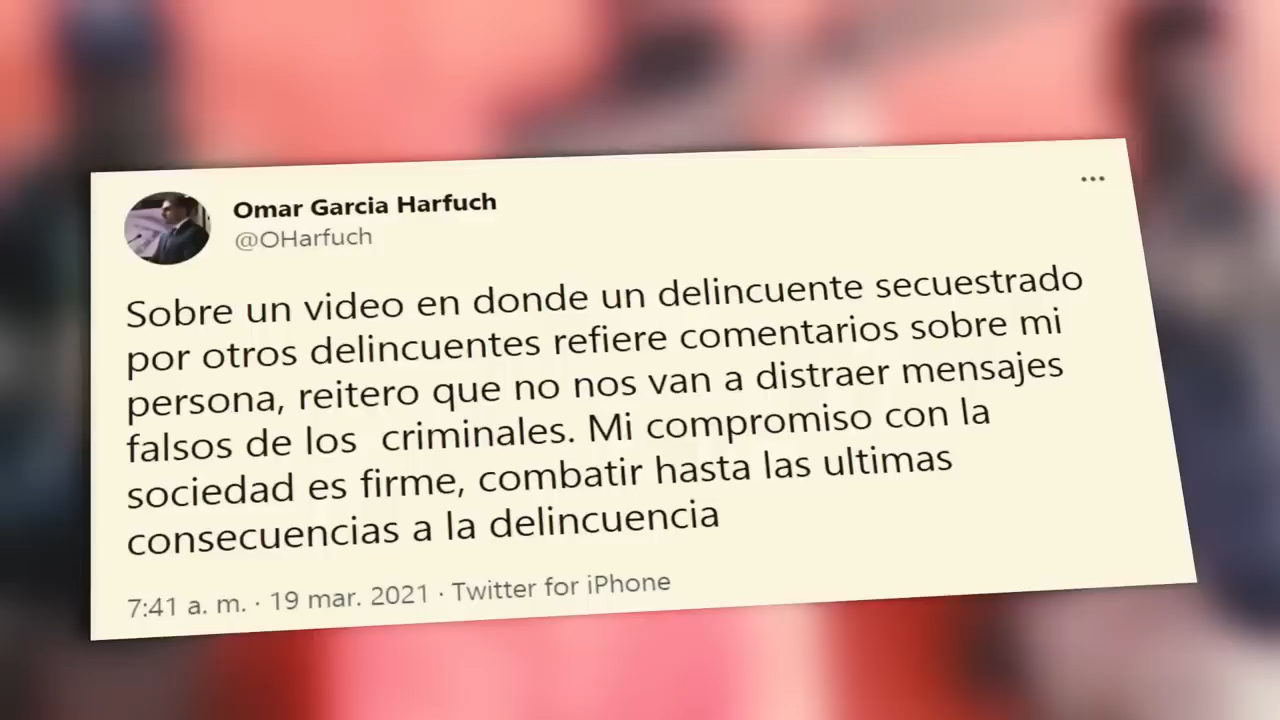 Omar Garcia Harfuch
@OHarfuch
Sobre un video en donde un delincuente secuestrado
por otros delincuentes refiere comentarios sobre mi
persona, reitero que no nos van a distraer mensajes
falsos de los  criminales. Mi compromiso con la
sociedad es firme, combatir hasta las ultimas
consecuencias a la delincuencia
7:41 a. m. · 19 mar. 2021 · Twitter for iPhone